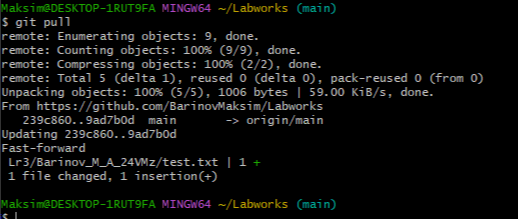 Maksim@DESKTOP-1RUT9FA MINGW64 ~/Labworks (main)
$ git pull
remote: Enumerating objects: 9, done.
remote: Counting objects: 100% (9/9), done.
remote: Compressing objects: 100% (2/2), done.
remote: Total 5 (delta 1), reused 0 (delta 0), pack-reused 0 (from 0)
Unpacking objects: 100% (5/5), 1006 bytes | 59.00 KiB/s, done.
From https://github.com/BarinovMaksim/Labworks
   239c860..9ad7b0d  main       -> origin/main
Updating 239c860..9ad7b0d
Fast-forward
 Lr3/Barinov_M_A_24VMz/test.txt | 1 +
 1 file changed, 1 insertion(+)
Maksim@DESKTOP-1RUT9FA MINGW64 ~/Labworks (main)
$